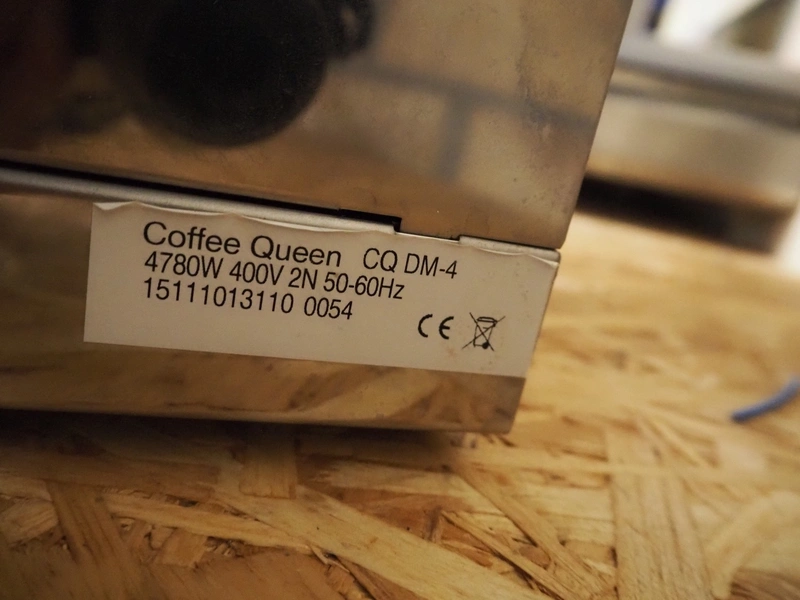 Coffee Queen CQ DM-4
4780W 400V 2N 50-60Hz
15111013110 0054
CE